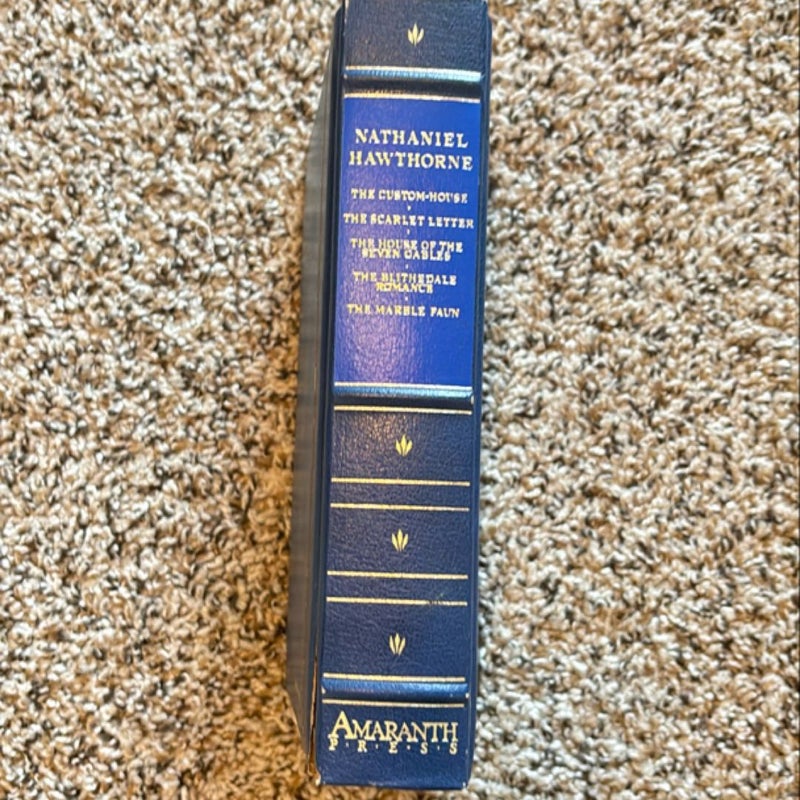 NATHANIEL
HAWTHORNE
THE CUSTOM-HOUSE
THE SCARLET LETTER
THE HOUSE OF THE
SEVEN GABLES
THE BLITHEDALE
ROMANCE
THE MARBLE FAUN
AMARANTH
P·R·E·S·S